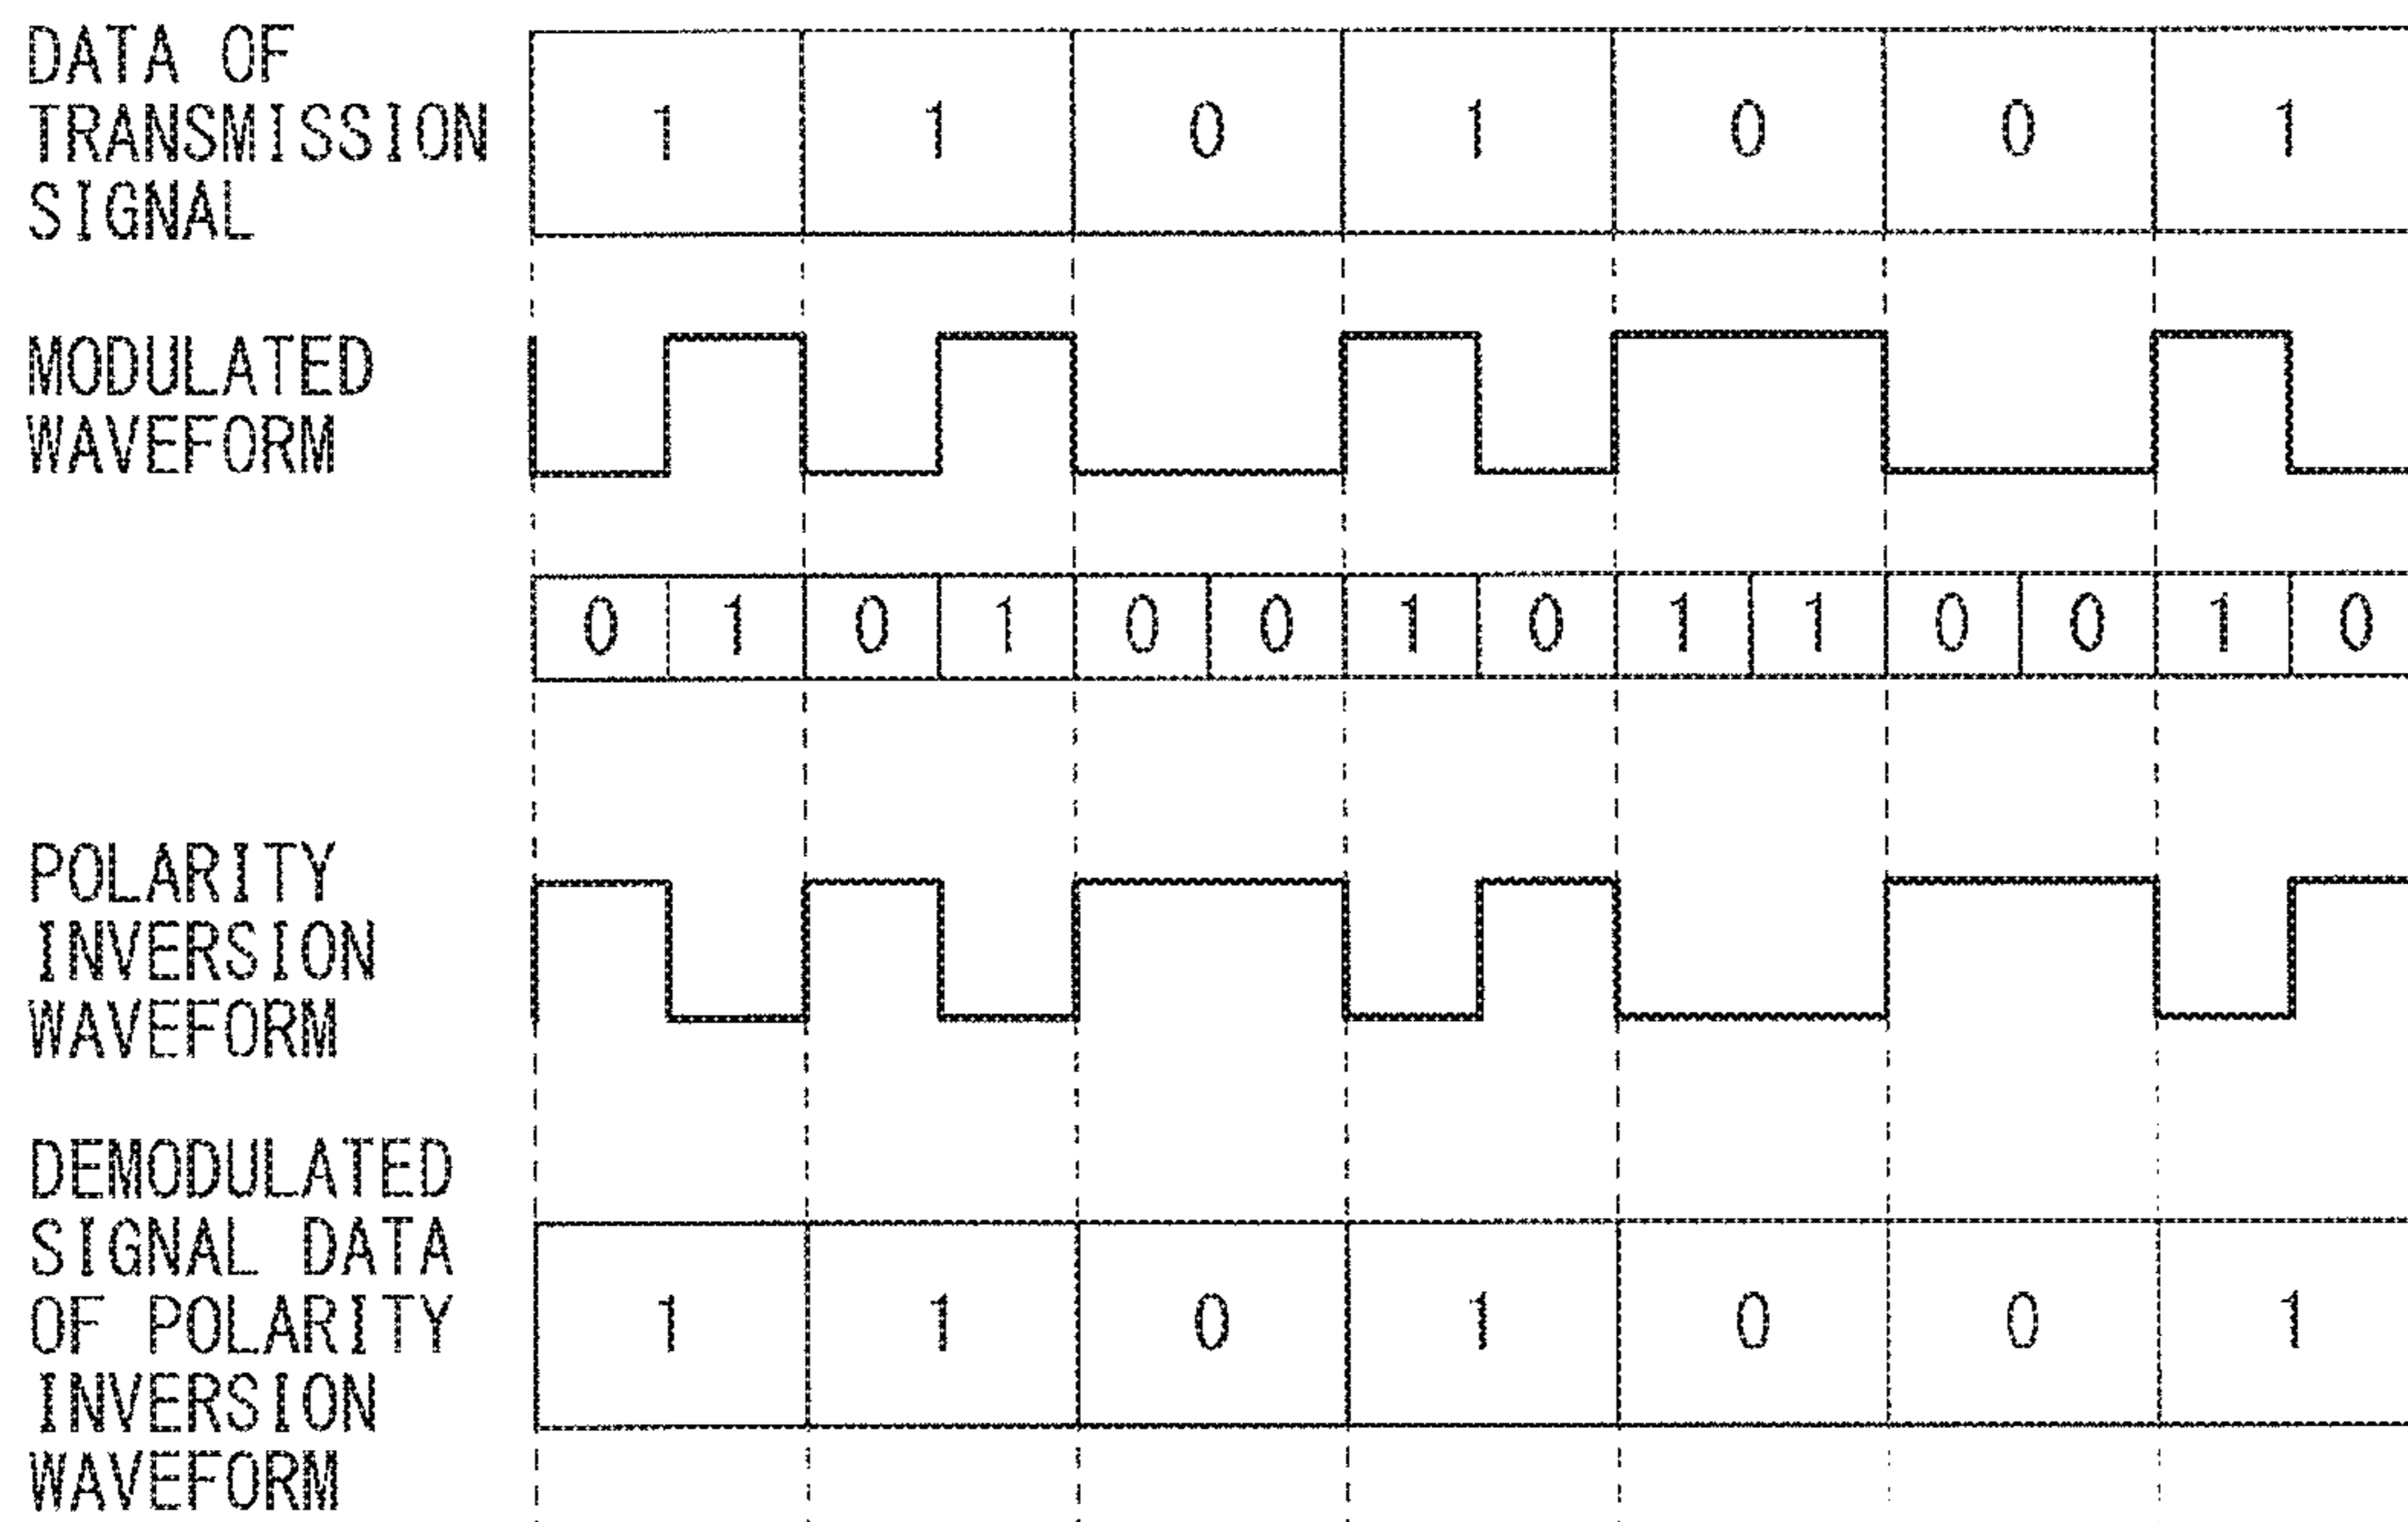 DATA OF
TRANSMISSION
SIGNAL
1 1 0 1 0 0 1
MODULATED
WAVEFORM
0 1 0 1 0 0 1 0 1 1 0 0 1 0
POLARITY
INVERSION
WAVEFORM
DEMODULATED
SIGNAL DATA
OF POLARITY
INVERSION
WAVEFORM
1 1 0 1 0 0 1